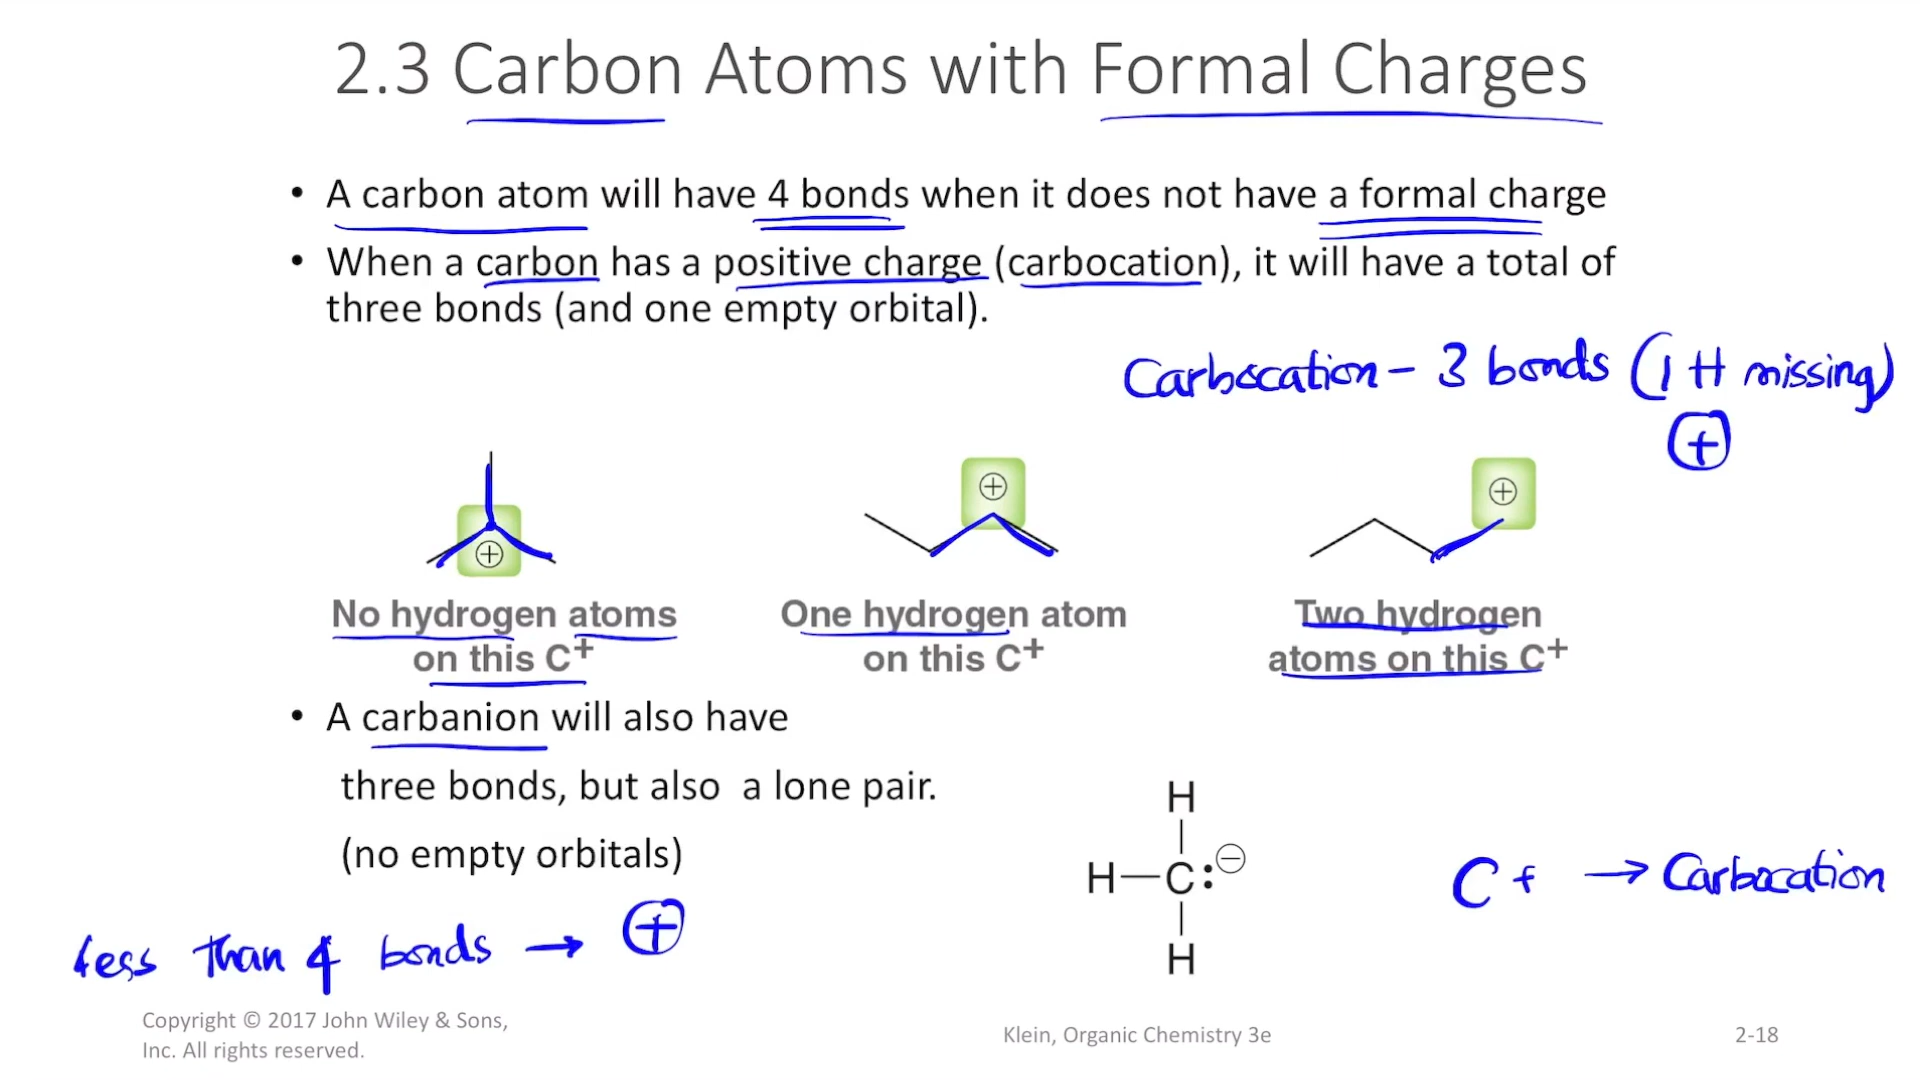 2.3 Carbon Atoms with Formal Charges
• A carbon atom will have 4 bonds when it does not have a formal charge
• When a carbon has a positive charge (carbocation), it will have a total of
three bonds (and one empty orbital).
Carbocation - 3 bonds (1 H missing)
+
⊕ ⊕ ⊕
No hydrogen atoms
on this C+
One hydrogen atom
on this C+
Two hydrogen
atoms on this C+
• A carbanion will also have
three bonds, but also a lone pair.
(no empty orbitals)
H
H—C:⊖
H
C+ → Carbocation
less than 4 bonds → ⊕
Copyright © 2017 John Wiley & Sons,
Inc. All rights reserved.
Klein, Organic Chemistry 3e
2-18